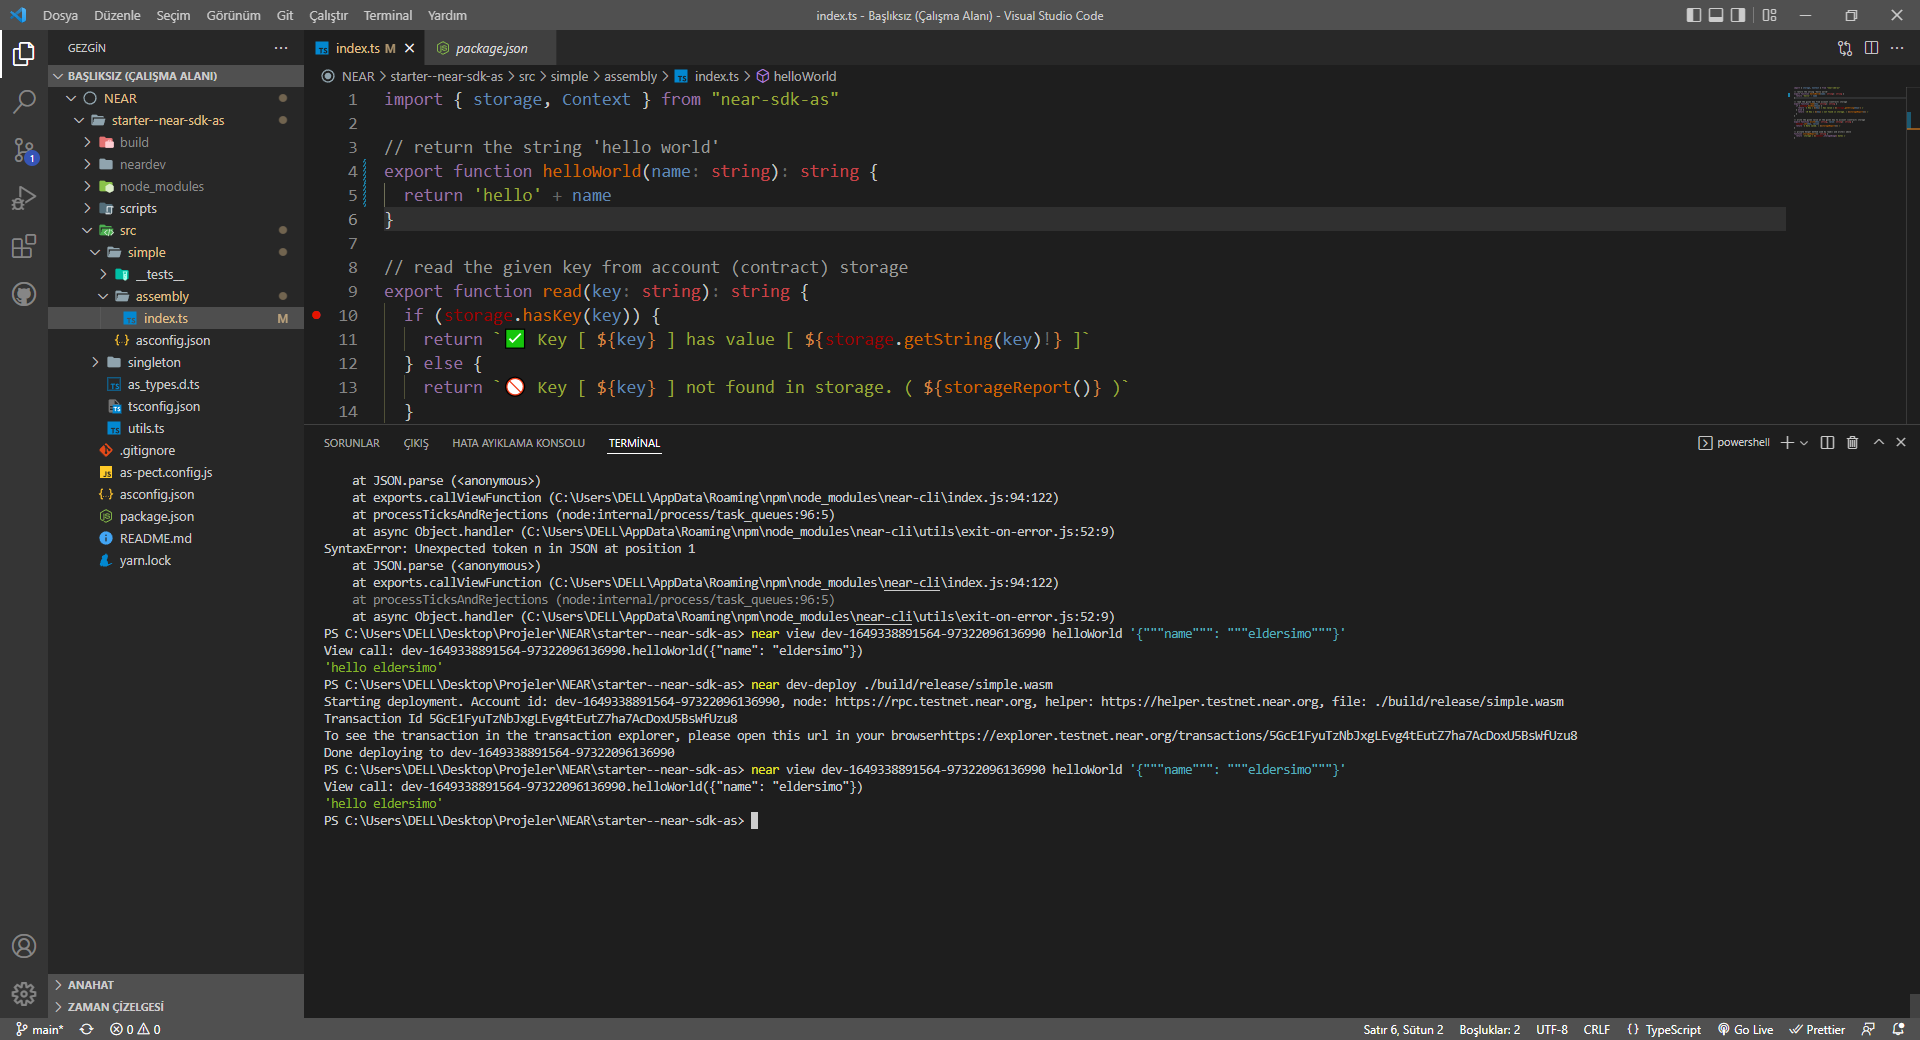 Dosya Düzenle Seçim Görünüm Git Çalıştır Terminal Yardım
index.ts - Başlıksız (Çalışma Alanı) - Visual Studio Code
GEZGİN
BAŞLIKSIZ (ÇALIŞMA ALANI)
NEAR
starter--near-sdk-as
build
neardev
node_modules
scripts
src
simple
__tests__
assembly
index.ts M
asconfig.json
singleton
as_types.d.ts
tsconfig.json
utils.ts
.gitignore
as-pect.config.js
asconfig.json
package.json
README.md
yarn.lock
ANAHAT
ZAMAN ÇİZELGESİ
1
index.ts M
package.json
NEAR > starter--near-sdk-as > src > simple > assembly > index.ts > helloWorld
1 import { storage, Context } from "near-sdk-as"
2
3 // return the string 'hello world'
4 export function helloWorld(name: string): string {
5 return 'hello' + name
6 }
7
8 // read the given key from account (contract) storage
9 export function read(key: string): string {
10 if (storage.hasKey(key)) {
11 return `✅ Key [ ${key} ] has value [ ${storage.getString(key)!} ]`
12 } else {
13 return `🚫 Key [ ${key} ] not found in storage. ( ${storageReport()} )`
14 }
SORUNLAR ÇIKIŞ HATA AYIKLAMA KONSOLU TERMİNAL
powershell
at JSON.parse (<anonymous>)
at exports.callViewFunction (C:\Users\DELL\AppData\Roaming\npm\node_modules\near-cli\index.js:94:122)
at processTicksAndRejections (node:internal/process/task_queues:96:5)
at async Object.handler (C:\Users\DELL\AppData\Roaming\npm\node_modules\near-cli\utils\exit-on-error.js:52:9)
SyntaxError: Unexpected token n in JSON at position 1
at JSON.parse (<anonymous>)
at exports.callViewFunction (C:\Users\DELL\AppData\Roaming\npm\node_modules\near-cli\index.js:94:122)
at processTicksAndRejections (node:internal/process/task_queues:96:5)
at async Object.handler (C:\Users\DELL\AppData\Roaming\npm\node_modules\near-cli\utils\exit-on-error.js:52:9)
PS C:\Users\DELL\Desktop\Projeler\NEAR\starter--near-sdk-as> near view dev-1649338891564-97322096136990 helloWorld '{"""name""": """eldersimo"""}'
View call: dev-1649338891564-97322096136990.helloWorld({"name": "eldersimo"})
'hello eldersimo'
PS C:\Users\DELL\Desktop\Projeler\NEAR\starter--near-sdk-as> near dev-deploy ./build/release/simple.wasm
Starting deployment. Account id: dev-1649338891564-97322096136990, node: https://rpc.testnet.near.org, helper: https://helper.testnet.near.org, file: ./build/release/simple.wasm
Transaction Id 5GcE1FyuTzNbJxgLEvg4tEutZ7ha7AcDoxU5BsWfUzu8
To see the transaction in the transaction explorer, please open this url in your browserhttps://explorer.testnet.near.org/transactions/5GcE1FyuTzNbJxgLEvg4tEutZ7ha7AcDoxU5BsWfUzu8
Done deploying to dev-1649338891564-97322096136990
PS C:\Users\DELL\Desktop\Projeler\NEAR\starter--near-sdk-as> near view dev-1649338891564-97322096136990 helloWorld '{"""name""": """eldersimo"""}'
View call: dev-1649338891564-97322096136990.helloWorld({"name": "eldersimo"})
'hello eldersimo'
PS C:\Users\DELL\Desktop\Projeler\NEAR\starter--near-sdk-as>
main* 0 0
Satır 6, Sütun 2 Boşluklar: 2 UTF-8 CRLF {} TypeScript Go Live Prettier